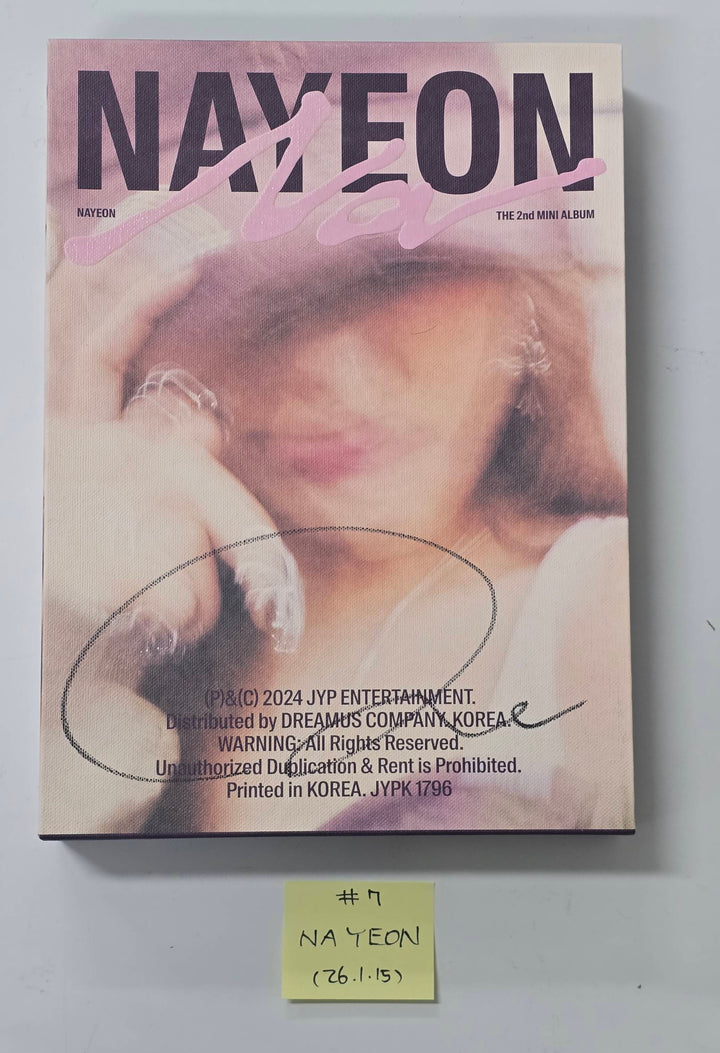 NAYEON
Na
NAYEON
THE 2nd MINI ALBUM
(P)&(C) 2024 JYP ENTERTAINMENT.
Distributed by DREAMUS COMPANY. KOREA.
WARNING: All Rights Reserved.
Unauthorized Duplication & Rent is Prohibited.
Printed in KOREA. JYPK 1796
#7
NAYEON
(26.1.15)